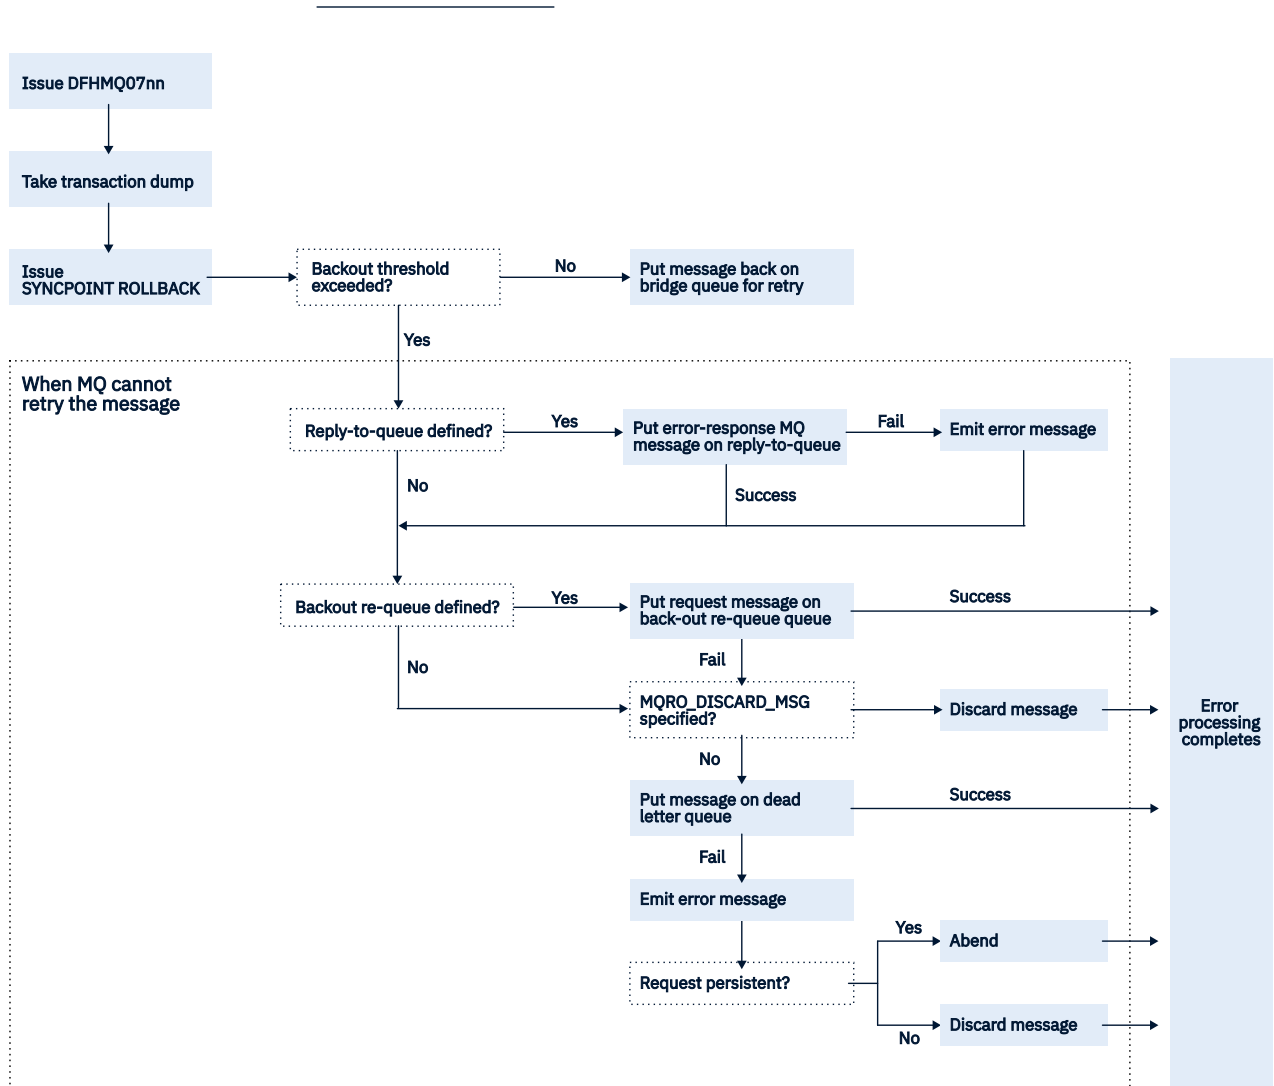 Issue DFHMQ07nn
Take transaction dump
Issue
SYNCPOINT ROLLBACK
Backout threshold
exceeded?
No
Put message back on
bridge queue for retry
Yes
When MQ cannot
retry the message
Reply-to-queue defined?
Yes
Put error-response MQ
message on reply-to-queue
Fail
Emit error message
No
Success
Backout re-queue defined?
Yes
Put request message on
back-out re-queue queue
Success
No
Fail
MQRO_DISCARD_MSG
specified?
Discard message
Error
processing
completes
No
Put message on dead
letter queue
Success
Fail
Emit error message
Request persistent?
Yes
Abend
No
Discard message